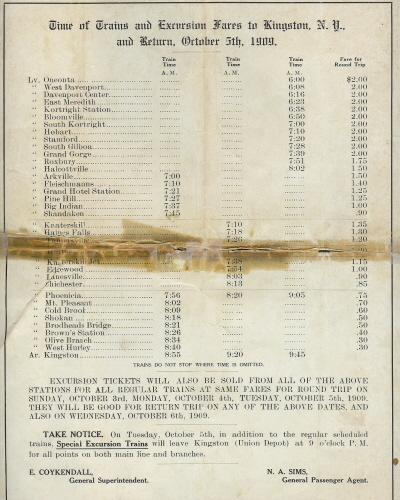 Time of Trains and Excursion Fares to Kingston, N. Y.,
and Return, October 5th, 1909.
Train Time A. M. Train Time A. M. Train Time A. M. Fare for Round Trip
Lv. Oneonta 6:00 $2.00
" West Davenport 6:08 2.00
" Davenport Center 6:16 2.00
" East Meredith 6:23 2.00
" Kortright Station 6:38 2.00
" Bloomville 6:50 2.00
" South Kortright 7:00 2.00
" Hobart 7:10 2.00
" Stamford 7:20 2.00
" South Gilboa 7:28 2.00
" Grand Gorge 7:39 2.00
" Roxbury 7:51 1.75
" Halcottville 8:02 1.50
" Arkville 7:00 1.50
" Fleischmanns 7:10 1.40
" Grand Hotel Station 7:21 1.25
" Pine Hill 7:27 1.25
" Big Indian 7:37 1.00
" Shandaken 7:45 .90
" Kaaterskill 7:10 1.35
" Haines Falls 7:18 1.30
7:26 1.20
1.15
" Edgewood 1.00
" Lanesville 8:03 .90
" Chichester 8:13 .85
" Phoenicia 7:56 8:20 9:05 .75
" Mt. Pleasant 8:02 .70
" Cold Brook 8:09 .60
" Shokan 8:18 .50
" Brodheads Bridge 8:21 .50
" Brown's Station 8:26 .40
" Olive Branch 8:34 .30
" West Hurley 8:40 .30
Ar. Kingston 8:55 9:20 9:45
TRAINS DO NOT STOP WHERE TIME IS OMITTED.
EXCURSION TICKETS WILL ALSO BE SOLD FROM ALL OF THE ABOVE
STATIONS FOR ALL REGULAR TRAINS AT SAME FARES FOR ROUND TRIP ON
SUNDAY, OCTOBER 3RD, MONDAY, OCTOBER 4TH, TUESDAY, OCTOBER 5TH, 1909.
THEY WILL BE GOOD FOR RETURN TRIP ON ANY OF THE ABOVE DATES, AND
ALSO ON WEDNESDAY, OCTOBER 6TH, 1909.
TAKE NOTICE. On Tuesday, October 5th, in addition to the regular scheduled
trains, Special Excursion Trains will leave Kingston (Union Depot) at 9 o'clock P. M.
for all points on both main line and branches.
E. COYKENDALL, N. A. SIMS,
General Superintendent. General Passenger Agent.